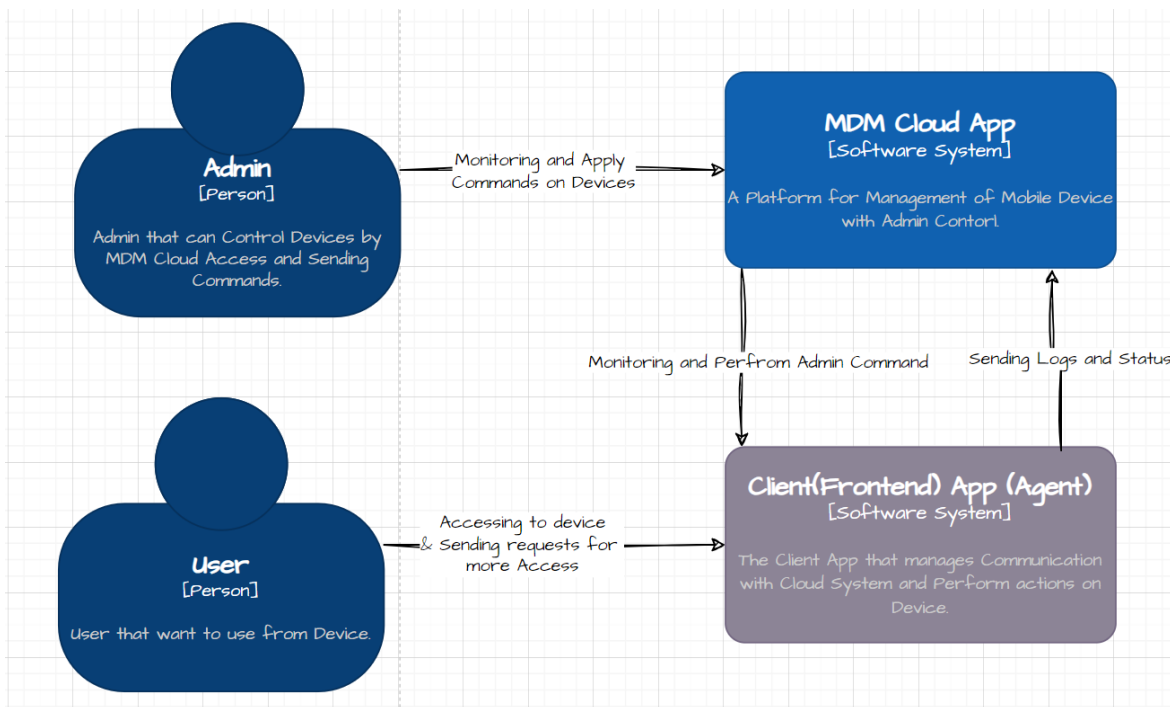 Admin
[Person]
Admin that can Control Devices by
MDM Cloud Access and Sending
Commands.
Monitoring and Apply
Commands on Devices
MDM Cloud App
[Software System]
A Platform for Management of Mobile Device
with Admin Contorl.
Monitoring and Perfrom Admin Command
Sending Logs and Status
User
[Person]
User that want to use from Device.
Accessing to device
& Sending requests for
more Access
Client(Frontend) App (Agent)
[Software System]
The Client App that manages Communication
with Cloud System and Perform actions on
Device.